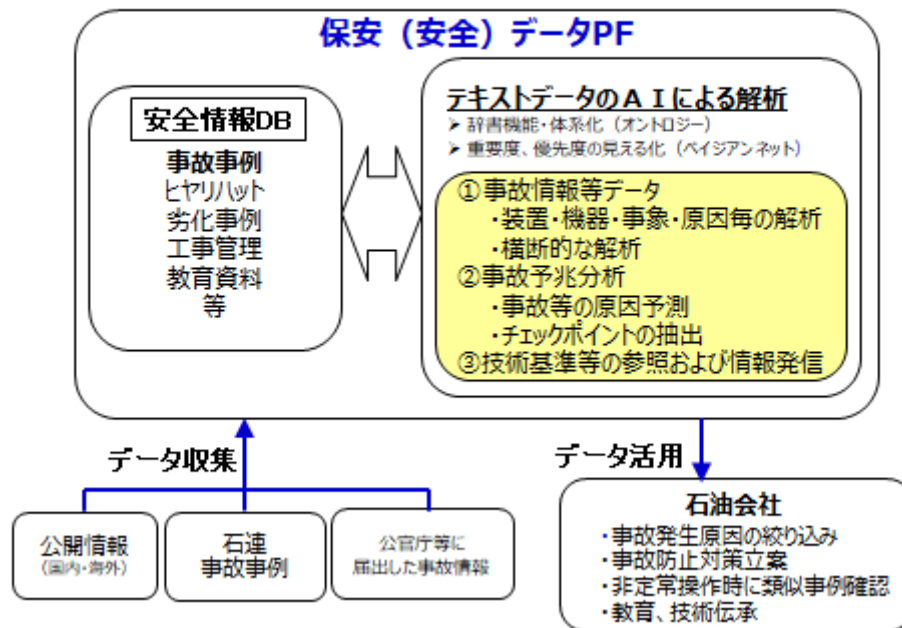 保安（安全）データPF
安全情報DB
事故事例
ヒヤリハット
劣化事例
工事管理
教育資料
等
テキストデータのＡＩによる解析
➢ 辞書機能・体系化（オントロジー）
➢ 重要度、優先度の見える化（ベイジアンネット）
①事故情報等データ
・装置・機器・事象・原因毎の解析
・横断的な解析
②事故予兆分析
・事故等の原因予測
・チェックポイントの抽出
③技術基準等の参照および情報発信
データ収集
データ活用
公開情報
（国内・海外）
石連
事故事例
公官庁等に
届出した事故情報
石油会社
・事故発生原因の絞り込み
・事故防止対策立案
・非定常操作時に類似事例確認
・教育、技術伝承